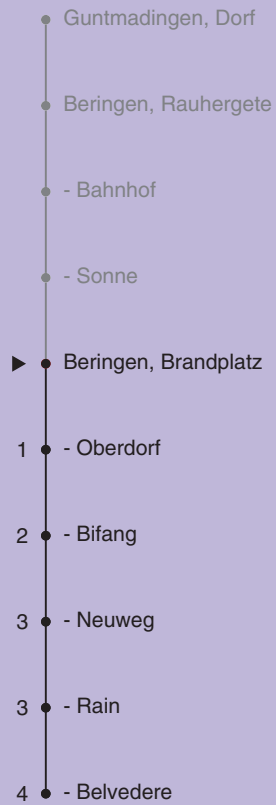 Guntmadingen, Dorf
Beringen, Rauhergete
- Bahnhof
- Sonne
Beringen, Brandplatz
1 - Oberdorf
2 - Bifang
3 - Neuweg
3 - Rain
4 - Belvedere